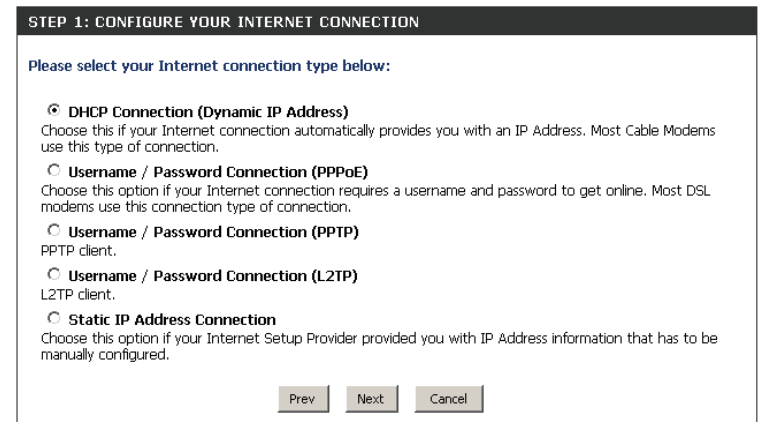 STEP 1: CONFIGURE YOUR INTERNET CONNECTION
Please select your Internet connection type below:
DHCP Connection (Dynamic IP Address)
Choose this if your Internet connection automatically provides you with an IP Address. Most Cable Modems
use this type of connection.
Username / Password Connection (PPPoE)
Choose this option if your Internet connection requires a username and password to get online. Most DSL
modems use this connection type of connection.
Username / Password Connection (PPTP)
PPTP client.
Username / Password Connection (L2TP)
L2TP client.
Static IP Address Connection
Choose this option if your Internet Setup Provider provided you with IP Address information that has to be
manually configured.
Prev Next Cancel